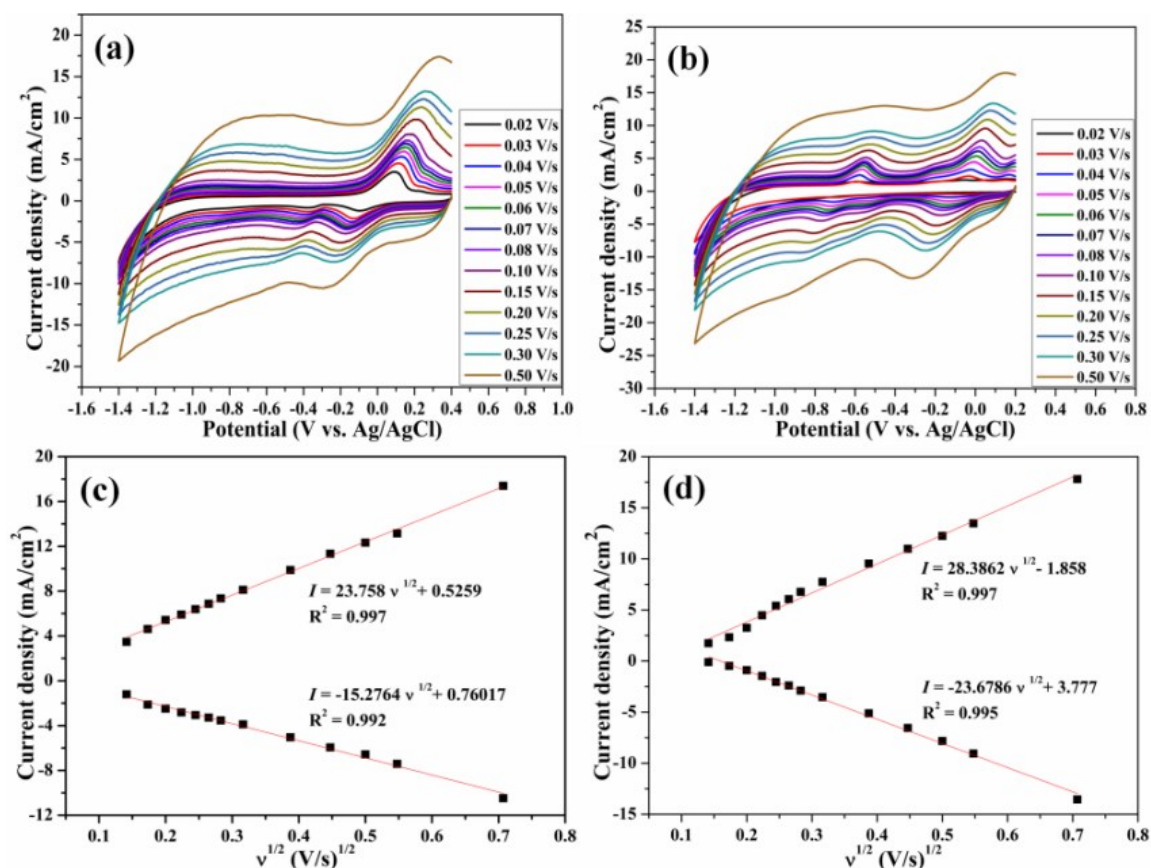 (a)
Current density (mA/cm²)
25
20
15
10
5
0
-5
-10
-15
-20
-1.6 -1.4 -1.2 -1.0 -0.8 -0.6 -0.4 -0.2 0.0 0.2 0.4 0.6 0.8 1.0
Potential (V vs. Ag/AgCl)
0.02 V/s
0.03 V/s
0.04 V/s
0.05 V/s
0.06 V/s
0.07 V/s
0.08 V/s
0.10 V/s
0.15 V/s
0.20 V/s
0.25 V/s
0.30 V/s
0.50 V/s
(b)
Current density (mA/cm²)
25
20
15
10
5
0
-5
-10
-15
-20
-25
-30
-1.6 -1.4 -1.2 -1.0 -0.8 -0.6 -0.4 -0.2 0.0 0.2 0.4 0.6 0.8
Potential (V vs. Ag/AgCl)
0.02 V/s
0.03 V/s
0.04 V/s
0.05 V/s
0.06 V/s
0.07 V/s
0.08 V/s
0.10 V/s
0.15 V/s
0.20 V/s
0.25 V/s
0.30 V/s
0.50 V/s
(c)
Current density (mA/cm²)
20
16
12
8
4
0
-4
-8
-12
I = 23.758 ν ^1/2 + 0.5259
R² = 0.997
I = -15.2764 ν ^1/2 + 0.76017
R² = 0.992
0.1 0.2 0.3 0.4 0.5 0.6 0.7 0.8
ν^1/2 (V/s)^1/2
(d)
Current density (mA/cm²)
20
15
10
5
0
-5
-10
-15
I = 28.3862 ν ^1/2 - 1.858
R² = 0.997
I = -23.6786 ν ^1/2 + 3.777
R² = 0.995
0.1 0.2 0.3 0.4 0.5 0.6 0.7 0.8
ν^1/2 (V/s)^1/2